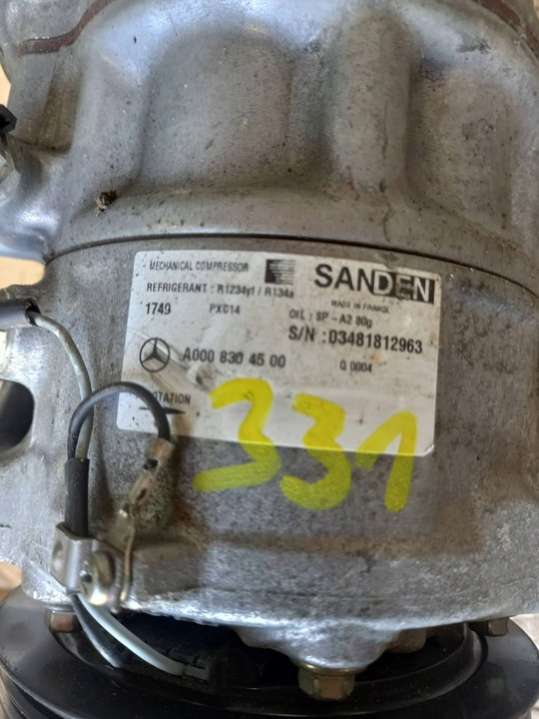 MECHANICAL COMPRESSOR SANDEN
REFRIGERANT : R1234yf / R134a MADE IN FRANCE
1749 PXC14 OIL : SP - A2 80g
S/N : 03481812963
A000 830 45 00 Q 0004
331